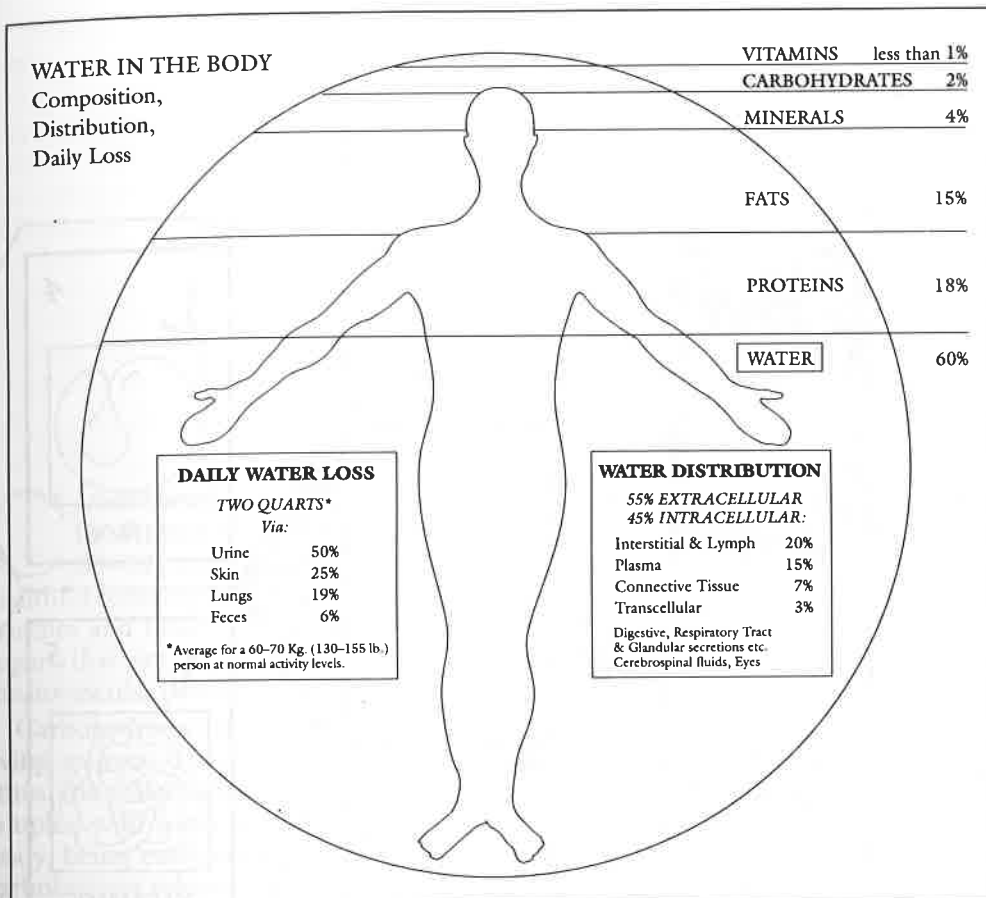 WATER IN THE BODY
Composition,
Distribution,
Daily Loss
VITAMINS less than 1%
CARBOHYDRATES 2%
MINERALS 4%
FATS 15%
PROTEINS 18%
WATER 60%
DAILY WATER LOSS
TWO QUARTS*
Via:
Urine 50%
Skin 25%
Lungs 19%
Feces 6%
*Average for a 60–70 Kg. (130–155 lb.)
person at normal activity levels.
WATER DISTRIBUTION
55% EXTRACELLULAR
45% INTRACELLULAR:
Interstitial & Lymph 20%
Plasma 15%
Connective Tissue 7%
Transcellular 3%
Digestive, Respiratory Tract
& Glandular secretions etc.
Cerebrospinal fluids, Eyes